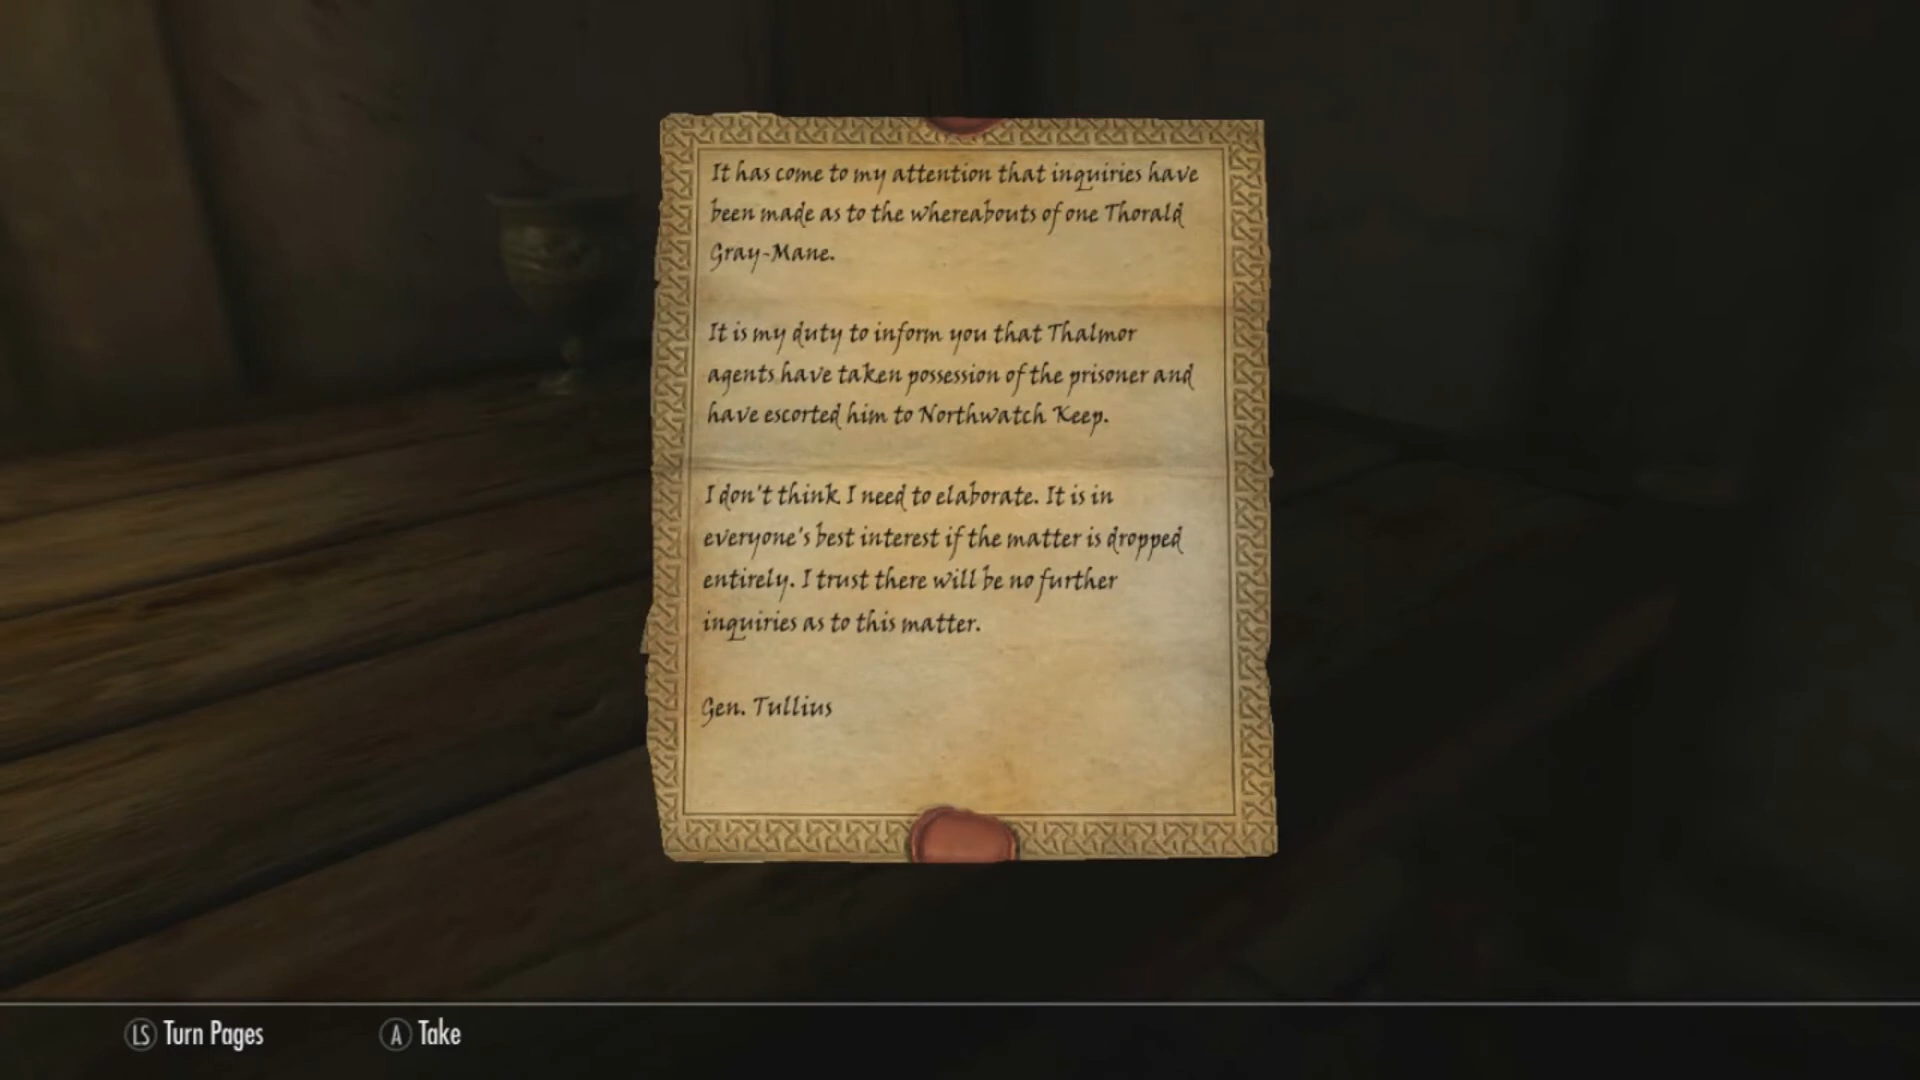 It has come to my attention that inquiries have
been made as to the whereabouts of one Thorald
Gray-Mane.
It is my duty to inform you that Thalmor
agents have taken possession of the prisoner and
have escorted him to Northwatch Keep.
I don't think I need to elaborate. It is in
everyone's best interest if the matter is dropped
entirely. I trust there will be no further
inquiries as to this matter.
Gen. Tullius
LS Turn Pages
A Take